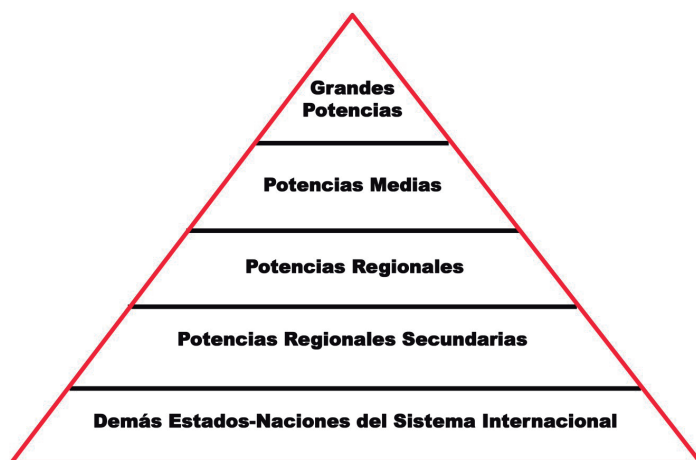 Grandes
Potencias
Potencias Medias
Potencias Regionales
Potencias Regionales Secundarias
Demás Estados-Naciones del Sistema Internacional